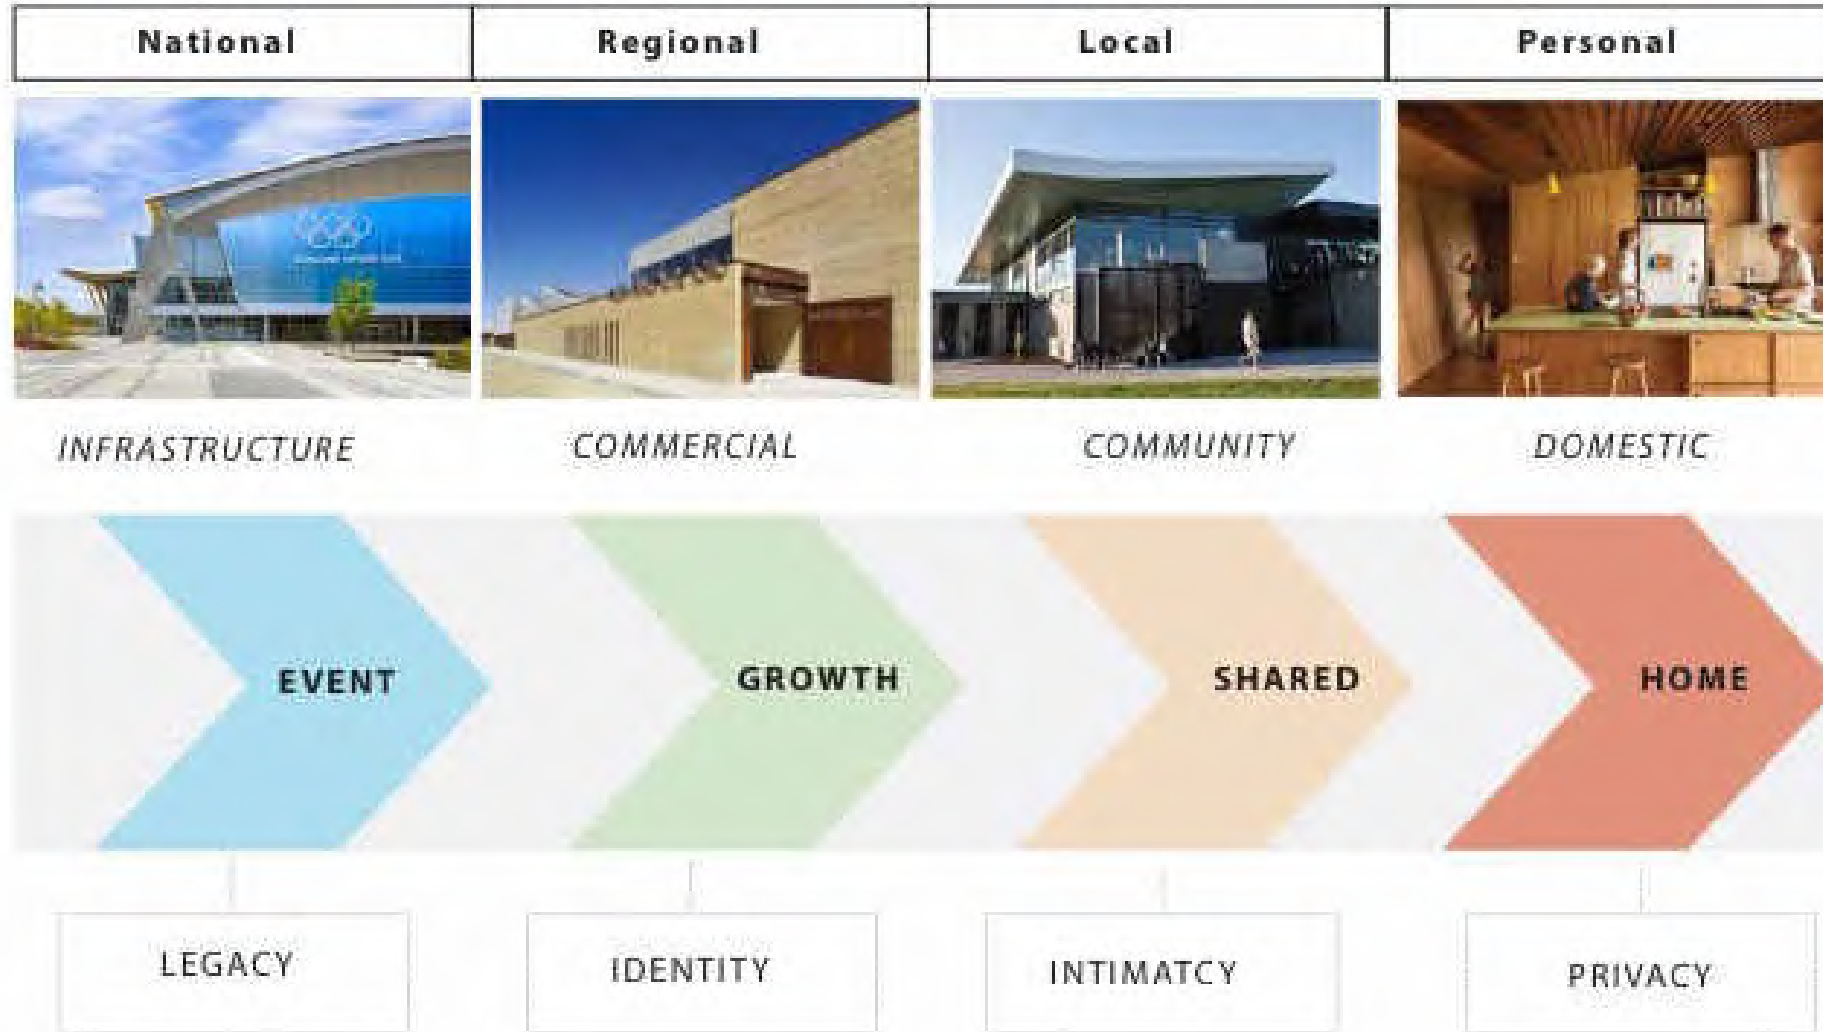 National
Regional
Local
Personal
INFRASTRUCTURE
COMMERCIAL
COMMUNITY
DOMESTIC
EVENT
GROWTH
SHARED
HOME
LEGACY
IDENTITY
INTIMATCY
PRIVACY